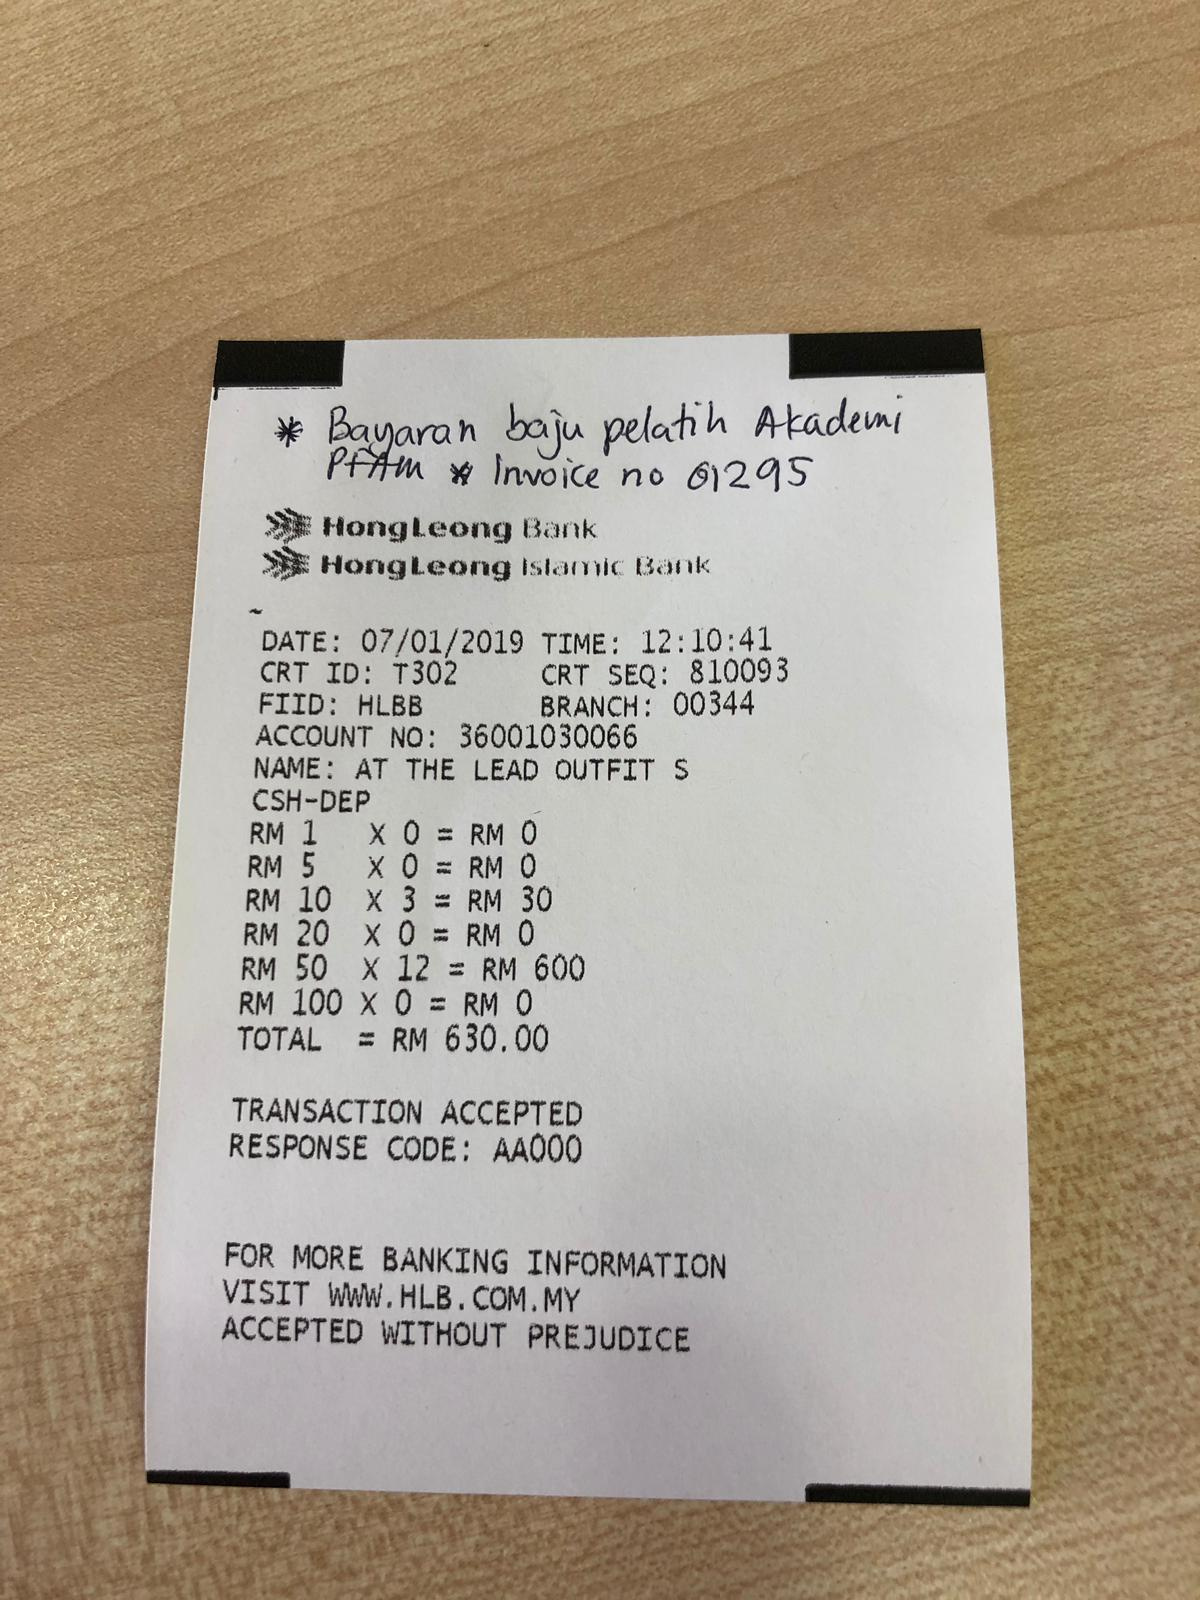 * Bayaran baju pelatih Akademi
PFAM * Invoice no 01295
HongLeong Bank
HongLeong Islamic Bank
~
DATE: 07/01/2019 TIME: 12:10:41
CRT ID: T302 CRT SEQ: 810093
FIID: HLBB BRANCH: 00344
ACCOUNT NO: 36001030066
NAME: AT THE LEAD OUTFIT S
CSH-DEP
RM 1 X 0 = RM 0
RM 5 X 0 = RM 0
RM 10 X 3 = RM 30
RM 20 X 0 = RM 0
RM 50 X 12 = RM 600
RM 100 X 0 = RM 0
TOTAL = RM 630.00
TRANSACTION ACCEPTED
RESPONSE CODE: AA000
FOR MORE BANKING INFORMATION
VISIT WWW.HLB.COM.MY
ACCEPTED WITHOUT PREJUDICE